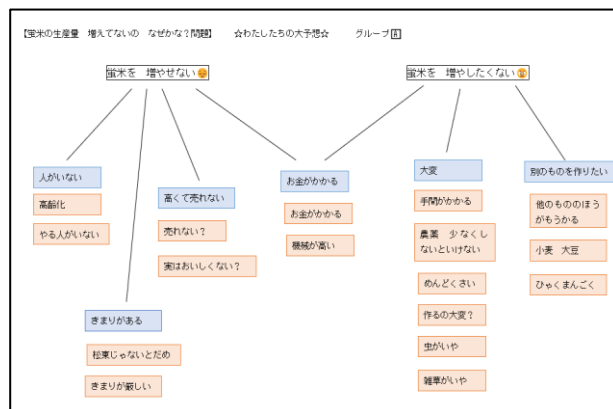 【蛍米の生産量　増えてないの　なぜかな？問題】　☆わたしたちの大予想☆　グループA
蛍米を　増やせない
蛍米を　増やしたくない
人がいない
高齢化
やる人がいない
高くて売れない
売れない？
実はおいしくない？
お金がかかる
お金がかかる
機械が高い
大変
手間がかかる
農薬　少なくし
ないといけない
めんどくさい
作るの大変？
虫がいや
雑草がいや
別のものを作りたい
他のもののほう
がもうかる
小麦　大豆
ひゃくまんごく
きまりがある
松東じゃないとだめ
きまりが厳しい